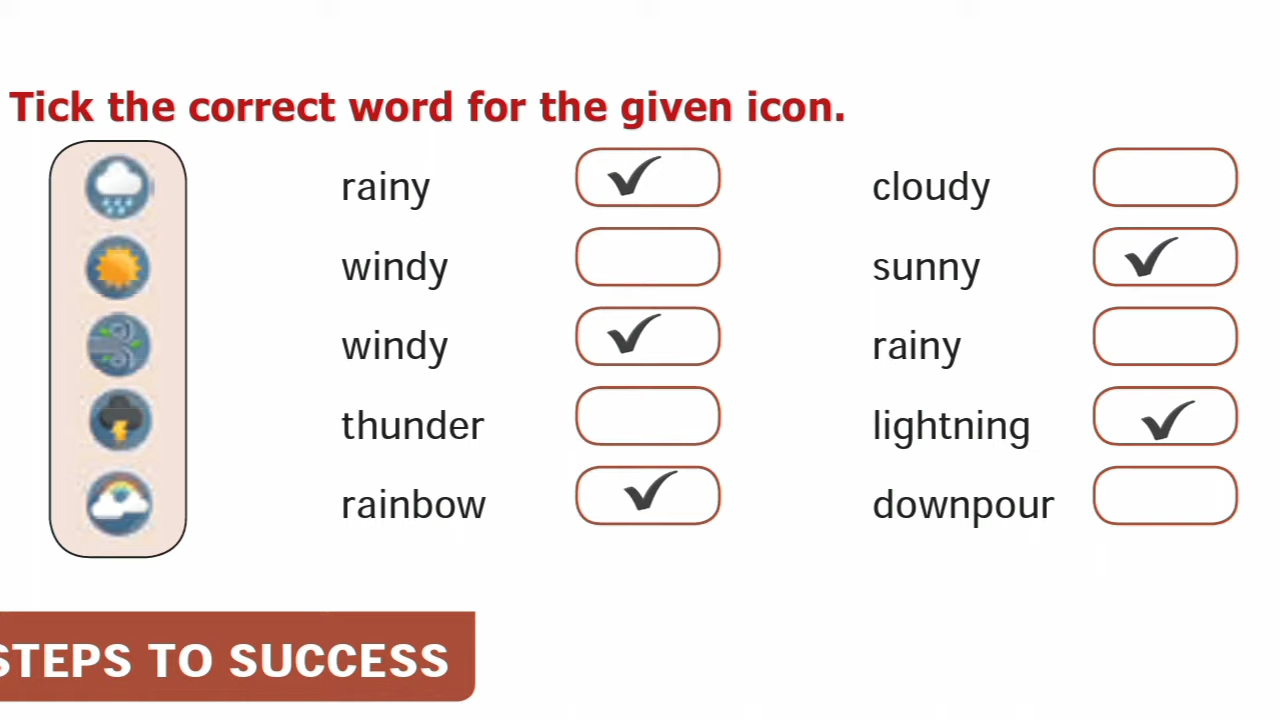 Tick the correct word for the given icon.
rainy ✓ cloudy
windy sunny ✓
windy ✓ rainy
thunder lightning ✓
rainbow ✓ downpour
STEPS TO SUCCESS